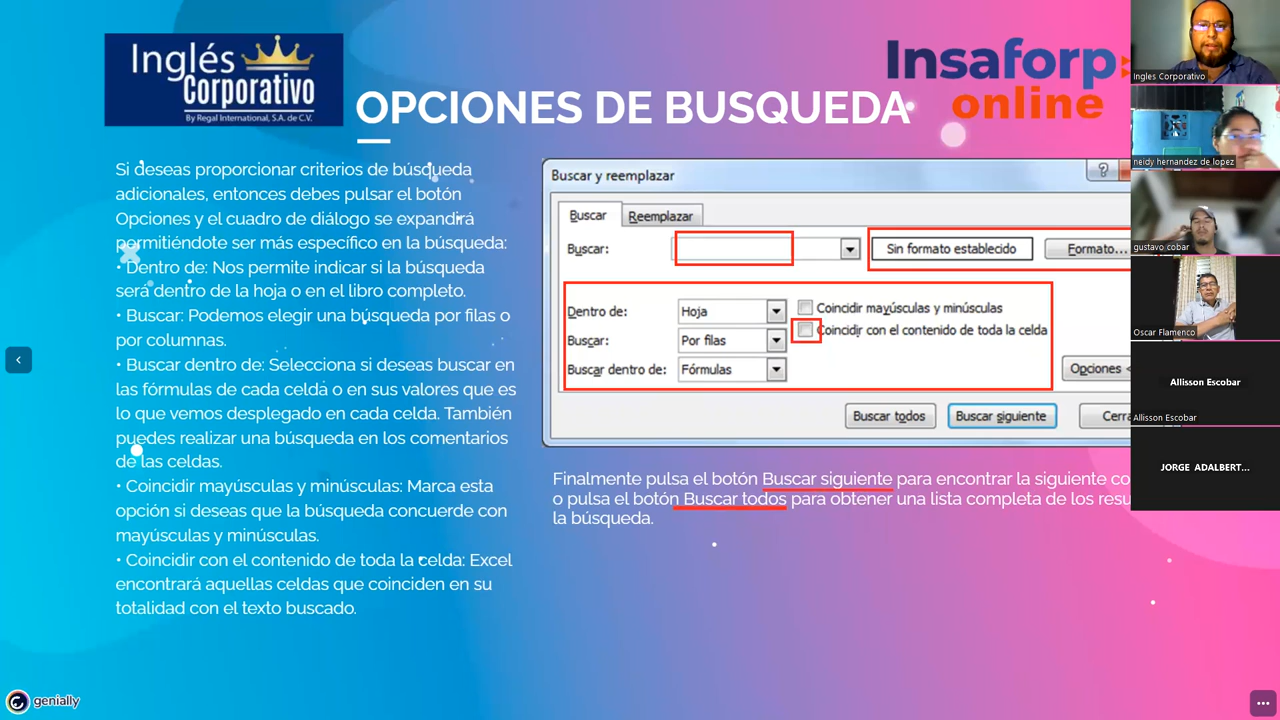 Inglés
Corporativo
By Regal International, S.A. de C.V.
Insaforp
online
OPCIONES DE BUSQUEDA
Si deseas proporcionar criterios de búsqueda
adicionales, entonces debes pulsar el botón
Opciones y el cuadro de diálogo se expandirá
permitiéndote ser más específico en la búsqueda:
• Dentro de: Nos permite indicar si la búsqueda
será dentro de la hoja o en el libro completo.
• Buscar: Podemos elegir una búsqueda por filas o
por columnas.
• Buscar dentro de: Selecciona si deseas buscar en
las fórmulas de cada celda o en sus valores que es
lo que vemos desplegado en cada celda. También
puedes realizar una búsqueda en los comentarios
de las celdas.
• Coincidir mayúsculas y minúsculas: Marca esta
opción si deseas que la búsqueda concuerde con
mayúsculas y minúsculas.
• Coincidir con el contenido de toda la celda: Excel
encontrará aquellas celdas que coinciden en su
totalidad con el texto buscado.
Buscar y reemplazar
?
Buscar Reemplazar
Buscar: Sin formato establecido Formato...
Dentro de: Hoja Coincidir mayúsculas y minúsculas
Buscar: Por filas Coincidir con el contenido de toda la celda
Buscar dentro de: Fórmulas Opciones <
Buscar todos Buscar siguiente Cerra
Finalmente pulsa el botón Buscar siguiente para encontrar la siguiente co
o pulsa el botón Buscar todos para obtener una lista completa de los resu
la búsqueda.
Ingles Corporativo
neidy hernandez de lopez
gustavo cobar
Oscar Flamenco
Allisson Escobar
Allisson Escobar
JORGE ADALBERT...
genially